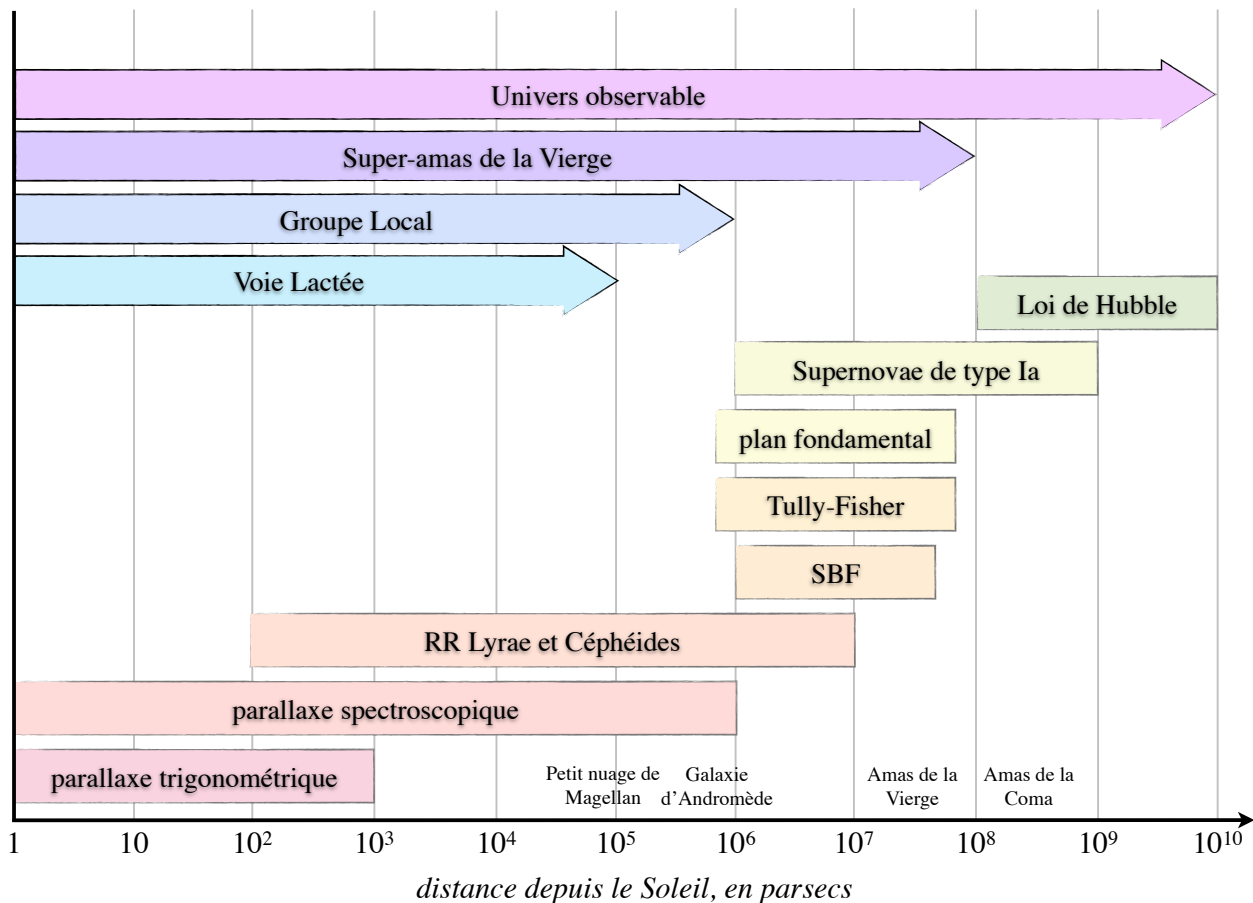 Univers observable
Super-amas de la Vierge
Groupe Local
Voie Lactée
Loi de Hubble
Supernovae de type Ia
plan fondamental
Tully-Fisher
SBF
RR Lyrae et Céphéides
parallaxe spectroscopique
parallaxe trigonométrique
Petit nuage de
Magellan
Galaxie
d'Andromède
Amas de la
Vierge
Amas de la
Coma
1 10 10² 10³ 10⁴ 10⁵ 10⁶ 10⁷ 10⁸ 10⁹ 10¹⁰
distance depuis le Soleil, en parsecs